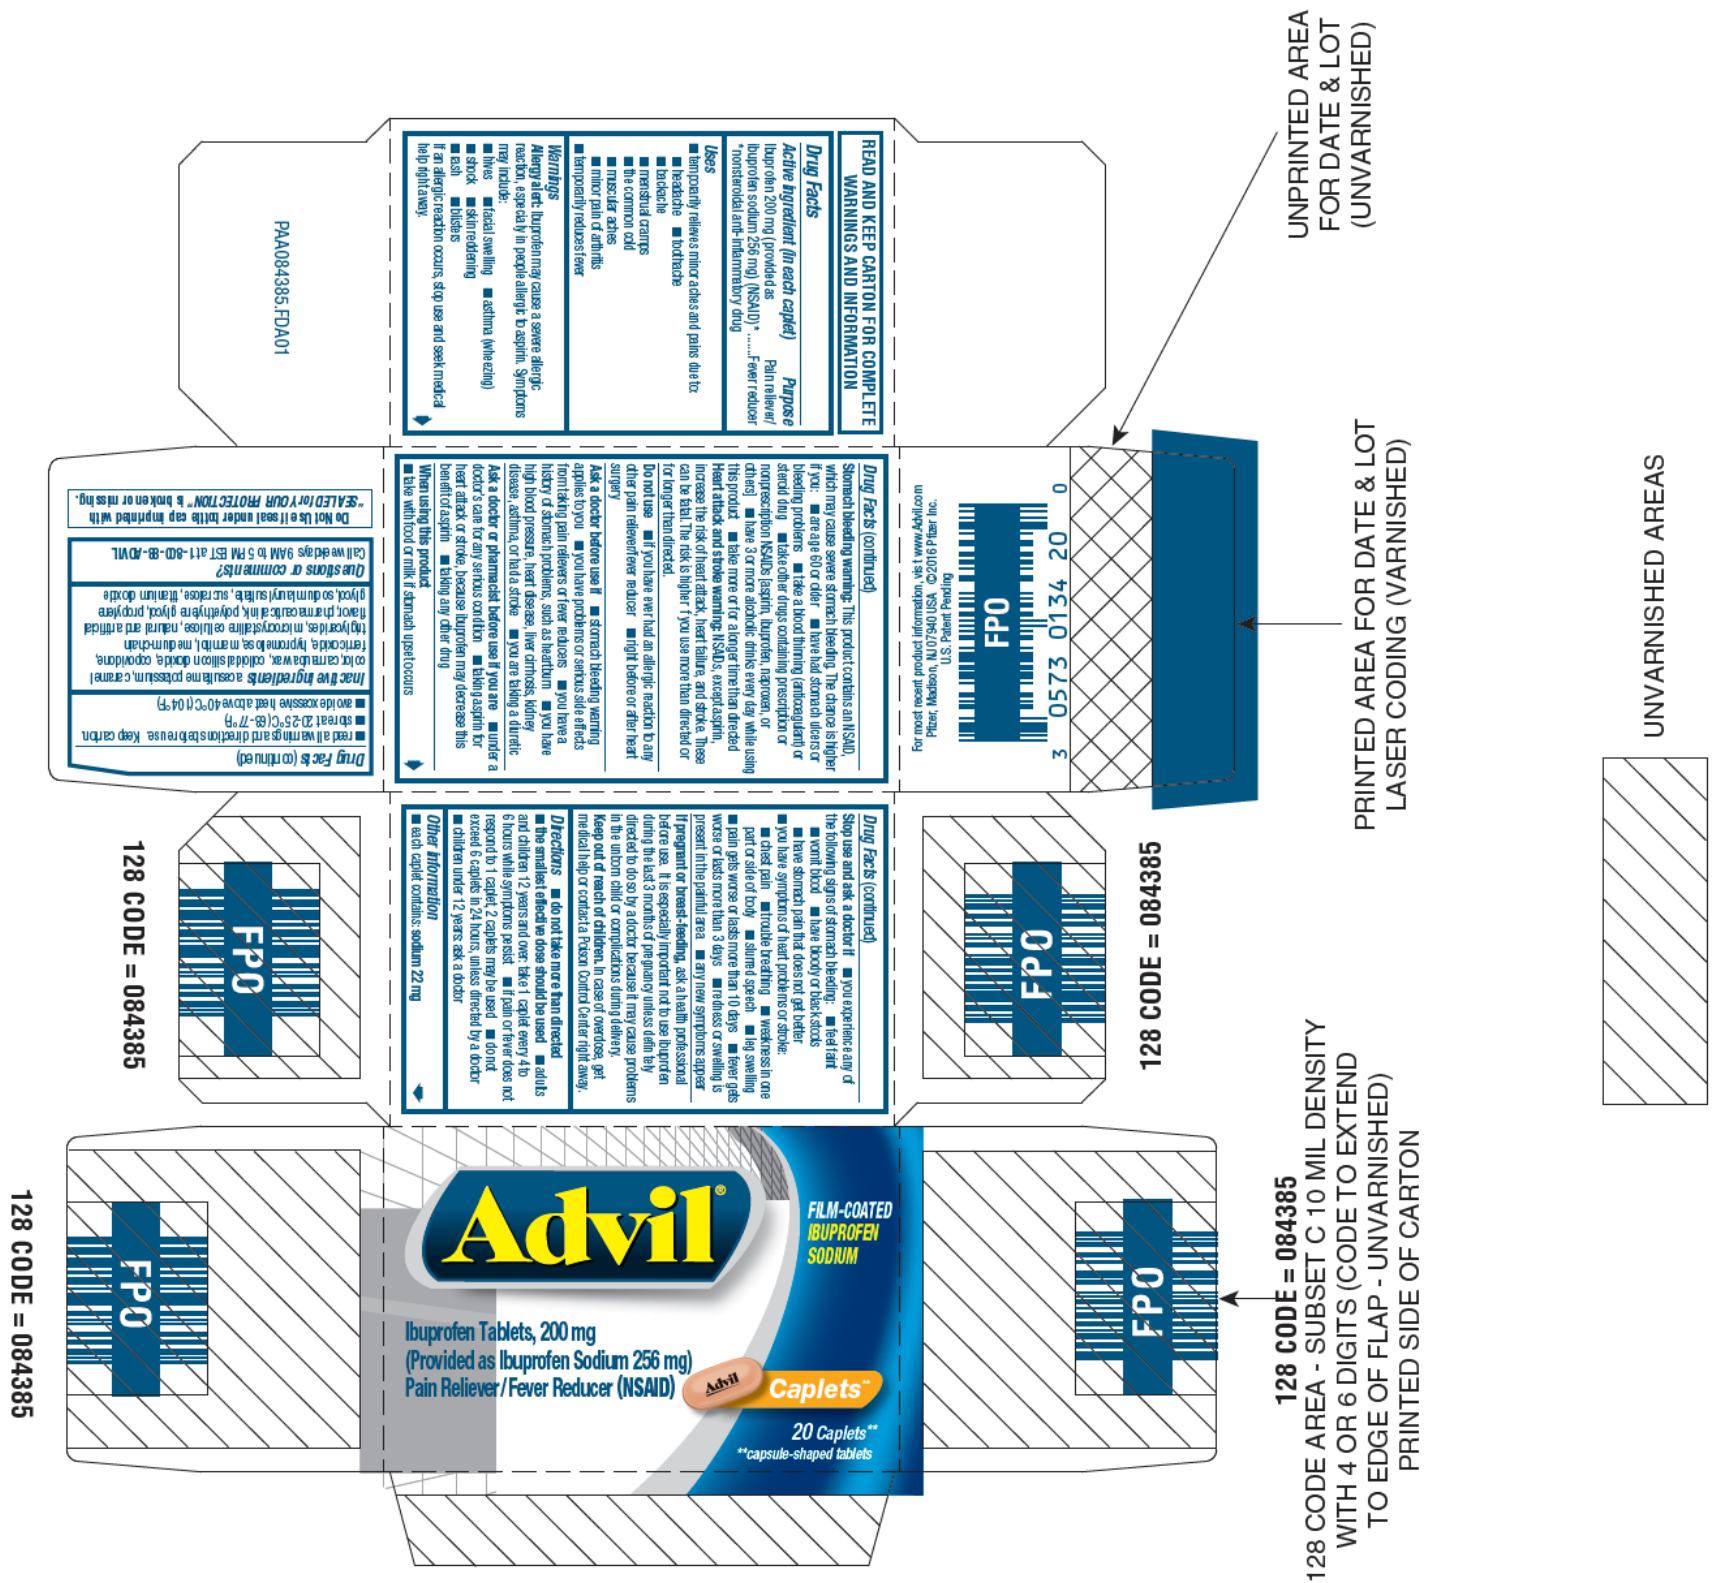 UNPRINTED AREA
FOR DATE & LOT
(UNVARNISHED)
PRINTED AREA FOR DATE & LOT
LASER CODING (VARNISHED)
UNVARNISHED AREAS
PAA084385.FDA01
READ AND KEEP CARTON FOR COMPLETE
WARNINGS AND INFORMATION
Drug Facts
Active ingredient (in each caplet) Purpose
Ibuprofen 200 mg (provided as Pain reliever/
ibuprofen sodium 256 mg) (NSAID)* .......Fever reducer
*nonsteroidal anti-inflammatory drug
Uses
■ temporarily relieves minor aches and pains due to:
■ headache ■ toothache
■ backache
■ menstrual cramps
■ the common cold
■ muscular aches
■ minor pain of arthritis
■ temporarily reduces fever
Warnings
Allergy alert: Ibuprofen may cause a severe allergic
reaction, especially in people allergic to aspirin. Symptoms
may include:
■ hives ■ facial swelling ■ asthma (wheezing)
■ shock ■ skin reddening
■ rash ■ blisters
If an allergic reaction occurs, stop use and seek medical
help right away.
Drug Facts (continued)
Stomach bleeding warning: This product contains an NSAID,
which may cause severe stomach bleeding. The chance is higher
if you: ■ are age 60 or older ■ have had stomach ulcers or
bleeding problems ■ take a blood thinning (anticoagulant) or
steroid drug ■ take other drugs containing prescription or
nonprescription NSAIDs [aspirin, ibuprofen, naproxen, or
others] ■ have 3 or more alcoholic drinks every day while using
this product ■ take more or for a longer time than directed
Heart attack and stroke warning: NSAIDs, except aspirin,
increase the risk of heart attack, heart failure, and stroke. These
can be fatal. The risk is higher if you use more than directed or
for longer than directed.
Do not use ■ if you have ever had an allergic reaction to any
other pain reliever/fever reducer ■ right before or after heart
surgery
Ask a doctor before use if ■ stomach bleeding warning
applies to you ■ you have problems or serious side effects
from taking pain relievers or fever reducers ■ you have a
history of stomach problems, such as heartburn ■ you have
high blood pressure, heart disease, liver cirrhosis, kidney
disease, asthma, or had a stroke ■ you are taking a diuretic
Ask a doctor or pharmacist before use if you are ■ under a
doctor's care for any serious condition ■ taking aspirin for
heart attack or stroke, because ibuprofen may decrease this
benefit of aspirin ■ taking any other drug
When using this product
■ take with food or milk if stomach upset occurs
For most recent product information, visit www.Advil.com
Pfizer, Madison, NJ 07940 USA ©2016 Pfizer Inc.
U.S. Patent Pending
FPO
3 0573 0134 20 0
Drug Facts (continued)
■ read all warnings and directions before use. Keep carton.
■ store at 20-25°C (68-77°F)
■ avoid excessive heat above 40°C (104°F)
Inactive ingredients acesulfame potassium, caramel
color, carnauba wax, colloidal silicon dioxide, copovidone,
ferric oxide, hypromellose, mannitol, medium-chain
triglycerides, microcrystalline cellulose, natural and artificial
flavor, pharmaceutical ink, polyethylene glycol, propylene
glycol, sodium lauryl sulfate, sucralose, titanium dioxide
Questions or comments?
Call weekdays 9AM to 5 PM EST at 1-800-88-ADVIL
Do Not Use if seal under bottle cap imprinted with
"SEALED for YOUR PROTECTION" is broken or missing.
Drug Facts (continued)
Stop use and ask a doctor if ■ you experience any of
the following signs of stomach bleeding: ■ feel faint
■ vomit blood ■ have bloody or black stools
■ have stomach pain that does not get better
■ you have symptoms of heart problems or stroke:
■ chest pain ■ trouble breathing ■ weakness in one
part or side of body ■ slurred speech ■ leg swelling
■ pain gets worse or lasts more than 10 days ■ fever gets
worse or lasts more than 3 days ■ redness or swelling is
present in the painful area ■ any new symptoms appear
If pregnant or breast-feeding, ask a health professional
before use. It is especially important not to use ibuprofen
during the last 3 months of pregnancy unless definitely
directed to do so by a doctor because it may cause problems
in the unborn child or complications during delivery.
Keep out of reach of children. In case of overdose, get
medical help or contact a Poison Control Center right away.
Directions ■ do not take more than directed
■ the smallest effective dose should be used ■ adults
and children 12 years and over: take 1 caplet every 4 to
6 hours while symptoms persist ■ if pain or fever does not
respond to 1 caplet, 2 caplets may be used ■ do not
exceed 6 caplets in 24 hours, unless directed by a doctor
■ children under 12 years: ask a doctor
Other information
■ each caplet contains: sodium 22 mg
FPO
128 CODE = 084385
FPO
128 CODE = 084385
Advil®
FILM-COATED
IBUPROFEN
SODIUM
Ibuprofen Tablets, 200 mg
(Provided as Ibuprofen Sodium 256 mg)
Pain Reliever/Fever Reducer (NSAID)
Advil
Caplets**
20 Caplets**
**capsule-shaped tablets
FPO
128 CODE = 084385
FPO
128 CODE = 084385
128 CODE AREA - SUBSET C 10 MIL DENSITY
WITH 4 OR 6 DIGITS (CODE TO EXTEND
TO EDGE OF FLAP - UNVARNISHED)
PRINTED SIDE OF CARTON